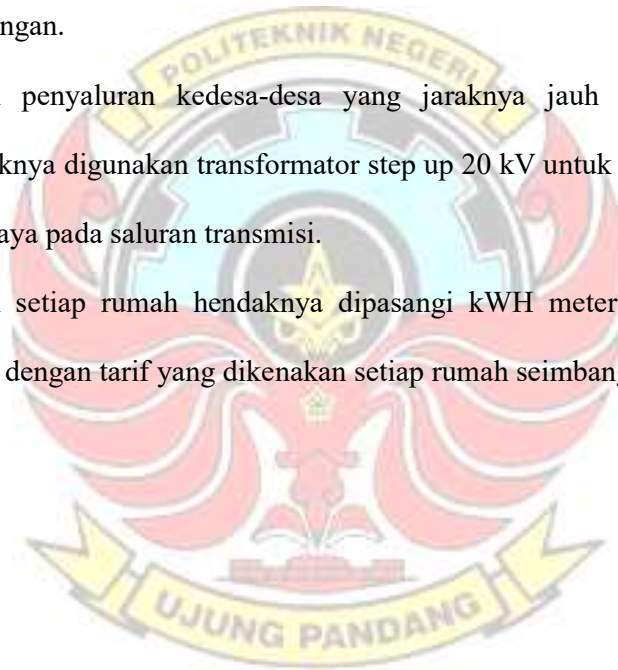 ngan.
POLITEKNIK NEGERI
penyaluran kedesa-desa yang jaraknya jauh
knya digunakan transformator step up 20 kV untuk
aya pada saluran transmisi.
setiap rumah hendaknya dipasangi kWH meter
dengan tarif yang dikenakan setiap rumah seimbang
UJUNG PANDANG